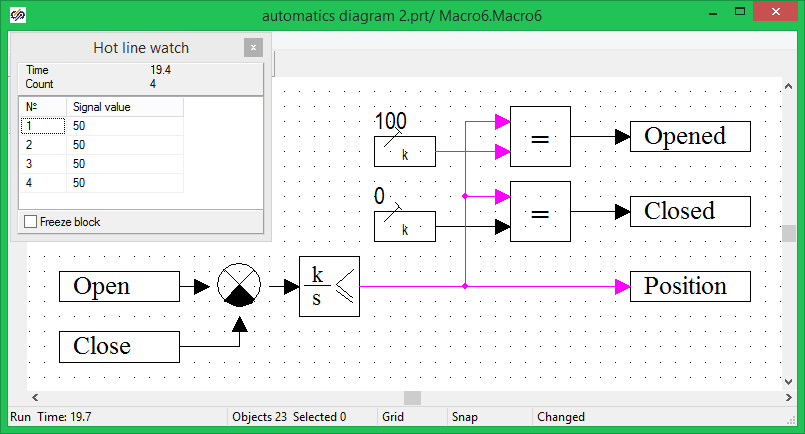 automatics diagram 2.prt/ Macro6.Macro6
Hot line watch
x
Time 19.4
Count 4
№ Signal value
1 50
2 50
3 50
4 50
Freeze block
100
k
=
Opened
0
k
=
Closed
Open
k
s
Position
Close
Run Time: 19.7 Objects 23 Selected 0 Grid Snap Changed